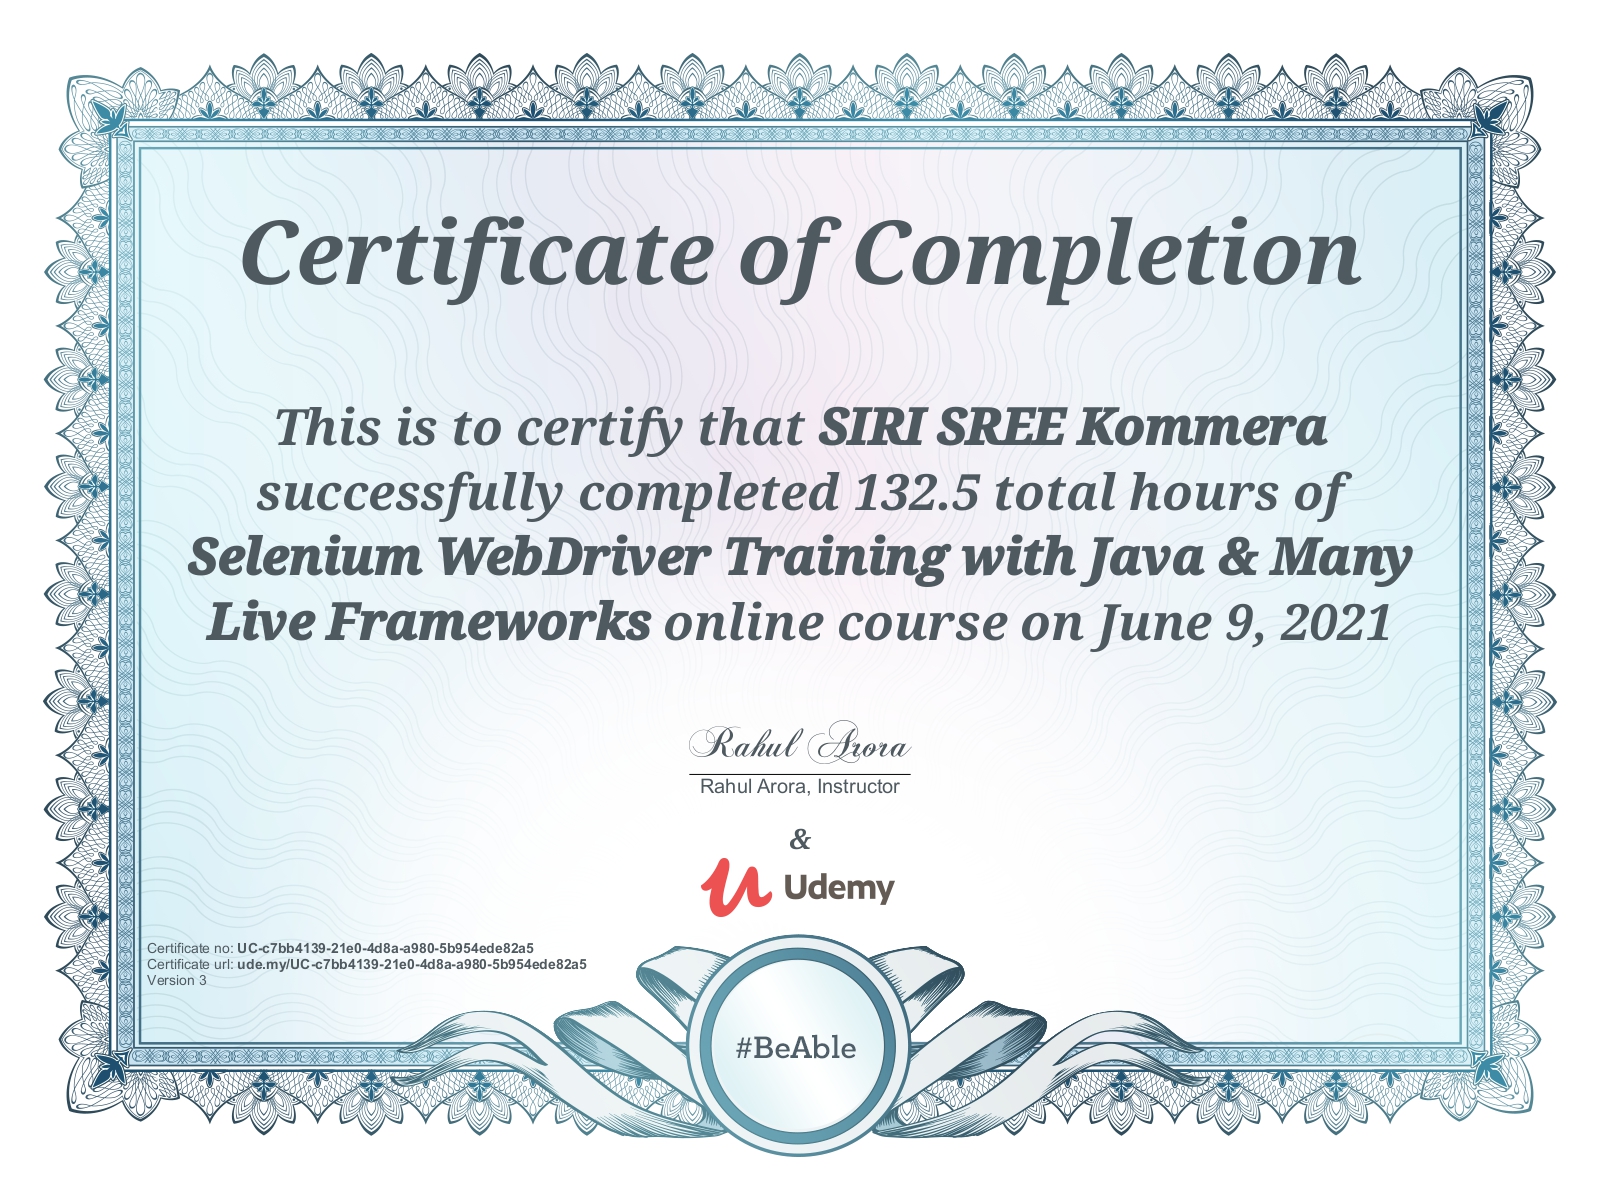 Certificate of Completion
This is to certify that SIRI SREE Kommera
successfully completed 132.5 total hours of
Selenium WebDriver Training with Java & Many
Live Frameworks online course on June 9, 2021
Rahul Arora
Rahul Arora, Instructor
&
Udemy
Certificate no: UC-c7bb4139-21e0-4d8a-a980-5b954ede82a5
Certificate url: ude.my/UC-c7bb4139-21e0-4d8a-a980-5b954ede82a5
Version 3
#BeAble